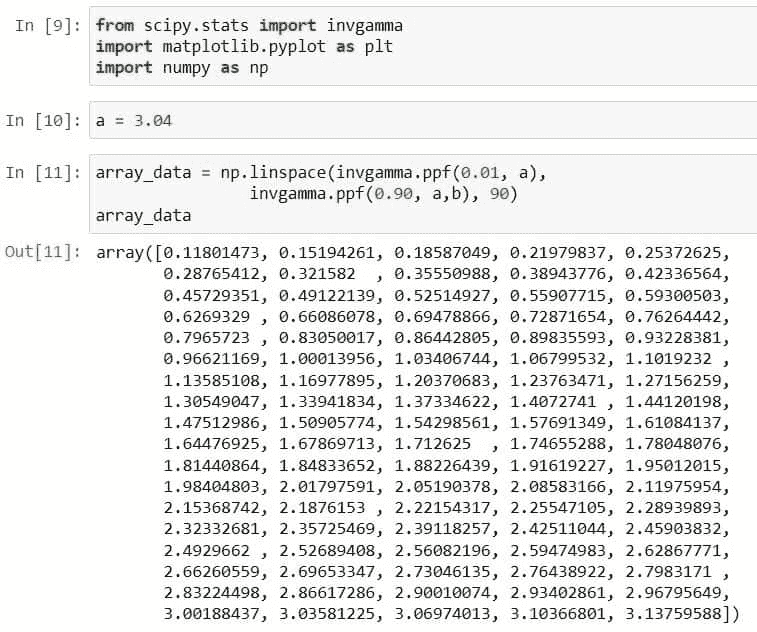 In [9]: from scipy.stats import invgamma
import matplotlib.pyplot as plt
import numpy as np
In [10]: a = 3.04
In [11]: array_data = np.linspace(invgamma.ppf(0.01, a),
invgamma.ppf(0.90, a,b), 90)
array_data
Out[11]: array([0.11801473, 0.15194261, 0.18587049, 0.21979837, 0.25372625,
0.28765412, 0.321582  , 0.35550988, 0.38943776, 0.42336564,
0.45729351, 0.49122139, 0.52514927, 0.55907715, 0.59300503,
0.6269329 , 0.66086078, 0.69478866, 0.72871654, 0.76264442,
0.7965723 , 0.83050017, 0.86442805, 0.89835593, 0.93228381,
0.96621169, 1.00013956, 1.03406744, 1.06799532, 1.1019232 ,
1.13585108, 1.16977895, 1.20370683, 1.23763471, 1.27156259,
1.30549047, 1.33941834, 1.37334622, 1.4072741 , 1.44120198,
1.47512986, 1.50905774, 1.54298561, 1.57691349, 1.61084137,
1.64476925, 1.67869713, 1.712625  , 1.74655288, 1.78048076,
1.81440864, 1.84833652, 1.88226439, 1.91619227, 1.95012015,
1.98404803, 2.01797591, 2.05190378, 2.08583166, 2.11975954,
2.15368742, 2.1876153 , 2.22154317, 2.25547105, 2.28939893,
2.32332681, 2.35725469, 2.39118257, 2.42511044, 2.45903832,
2.4929662 , 2.52689408, 2.56082196, 2.59474983, 2.62867771,
2.66260559, 2.69653347, 2.73046135, 2.76438922, 2.7983171 ,
2.83224498, 2.86617286, 2.90010074, 2.93402861, 2.96795649,
3.00188437, 3.03581225, 3.06974013, 3.10366801, 3.13759588])